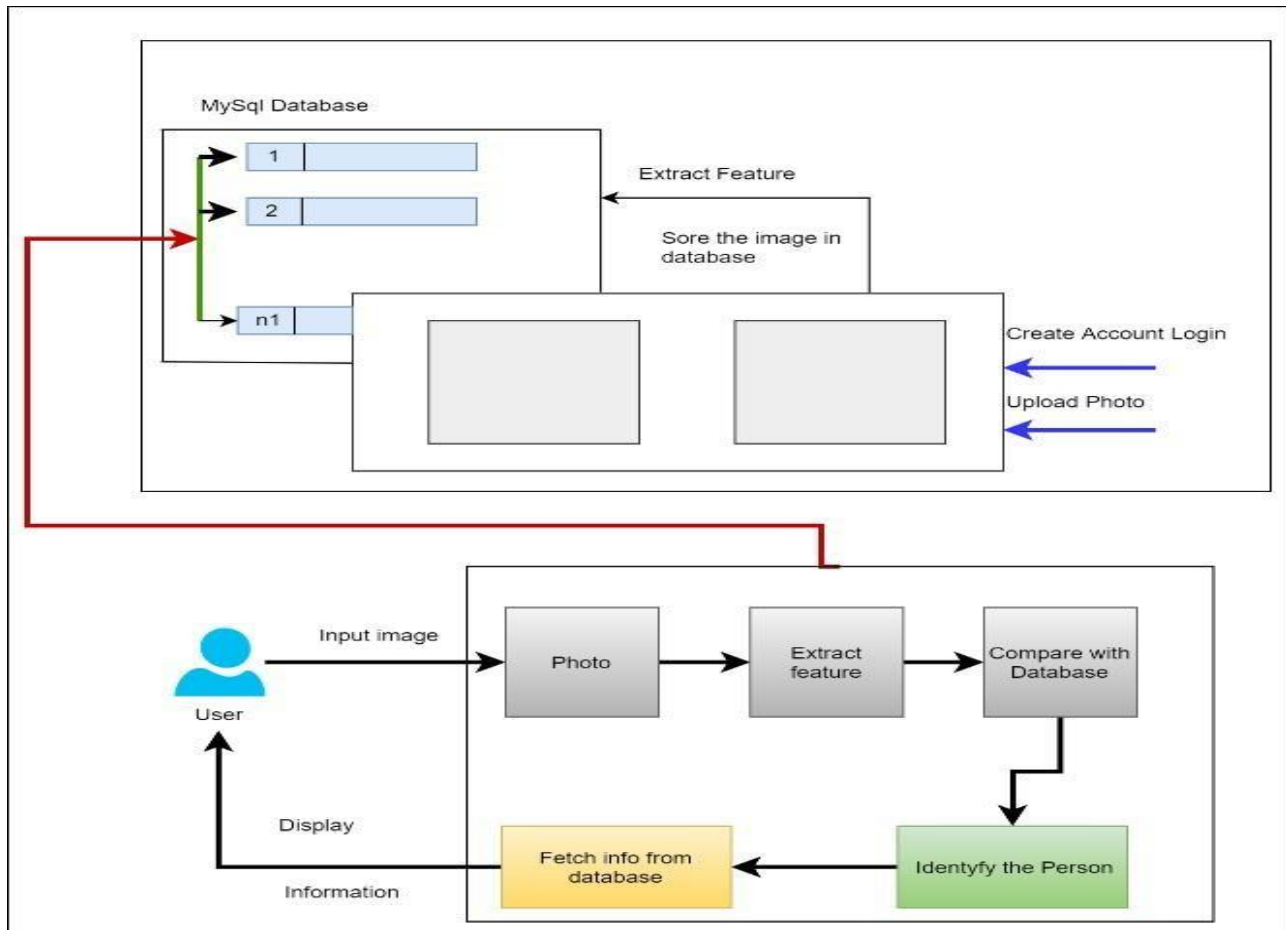 MySql Database
1
Extract Feature
2
Sore the image in
database
n1
Create Account Login
Upload Photo
Input image
Photo
Extract
feature
Compare with
Database
User
Display
Information
Fetch info from
database
Identyfy the Person